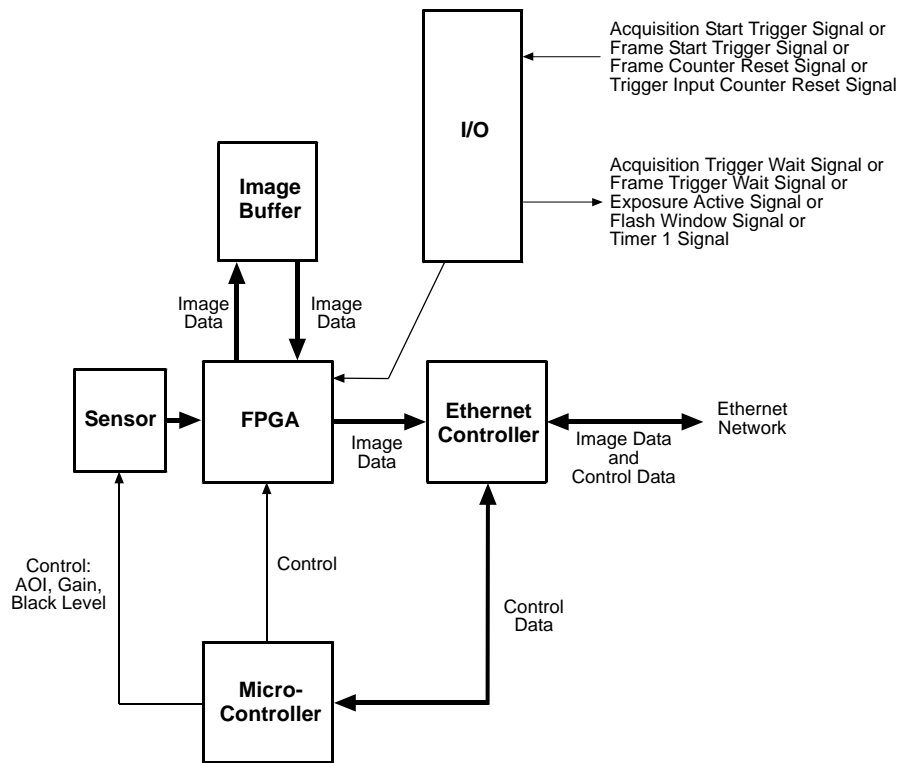 Acquisition Start Trigger Signal or
Frame Start Trigger Signal or
Frame Counter Reset Signal or
Trigger Input Counter Reset Signal
I/O
Acquisition Trigger Wait Signal or
Frame Trigger Wait Signal or
Exposure Active Signal or
Flash Window Signal or
Timer 1 Signal
Image
Buffer
Image
Data
Image
Data
Sensor
FPGA
Image
Data
Ethernet
Controller
Image Data
and
Control Data
Ethernet
Network
Control:
AOI, Gain,
Black Level
Control
Control
Data
Micro-
Controller